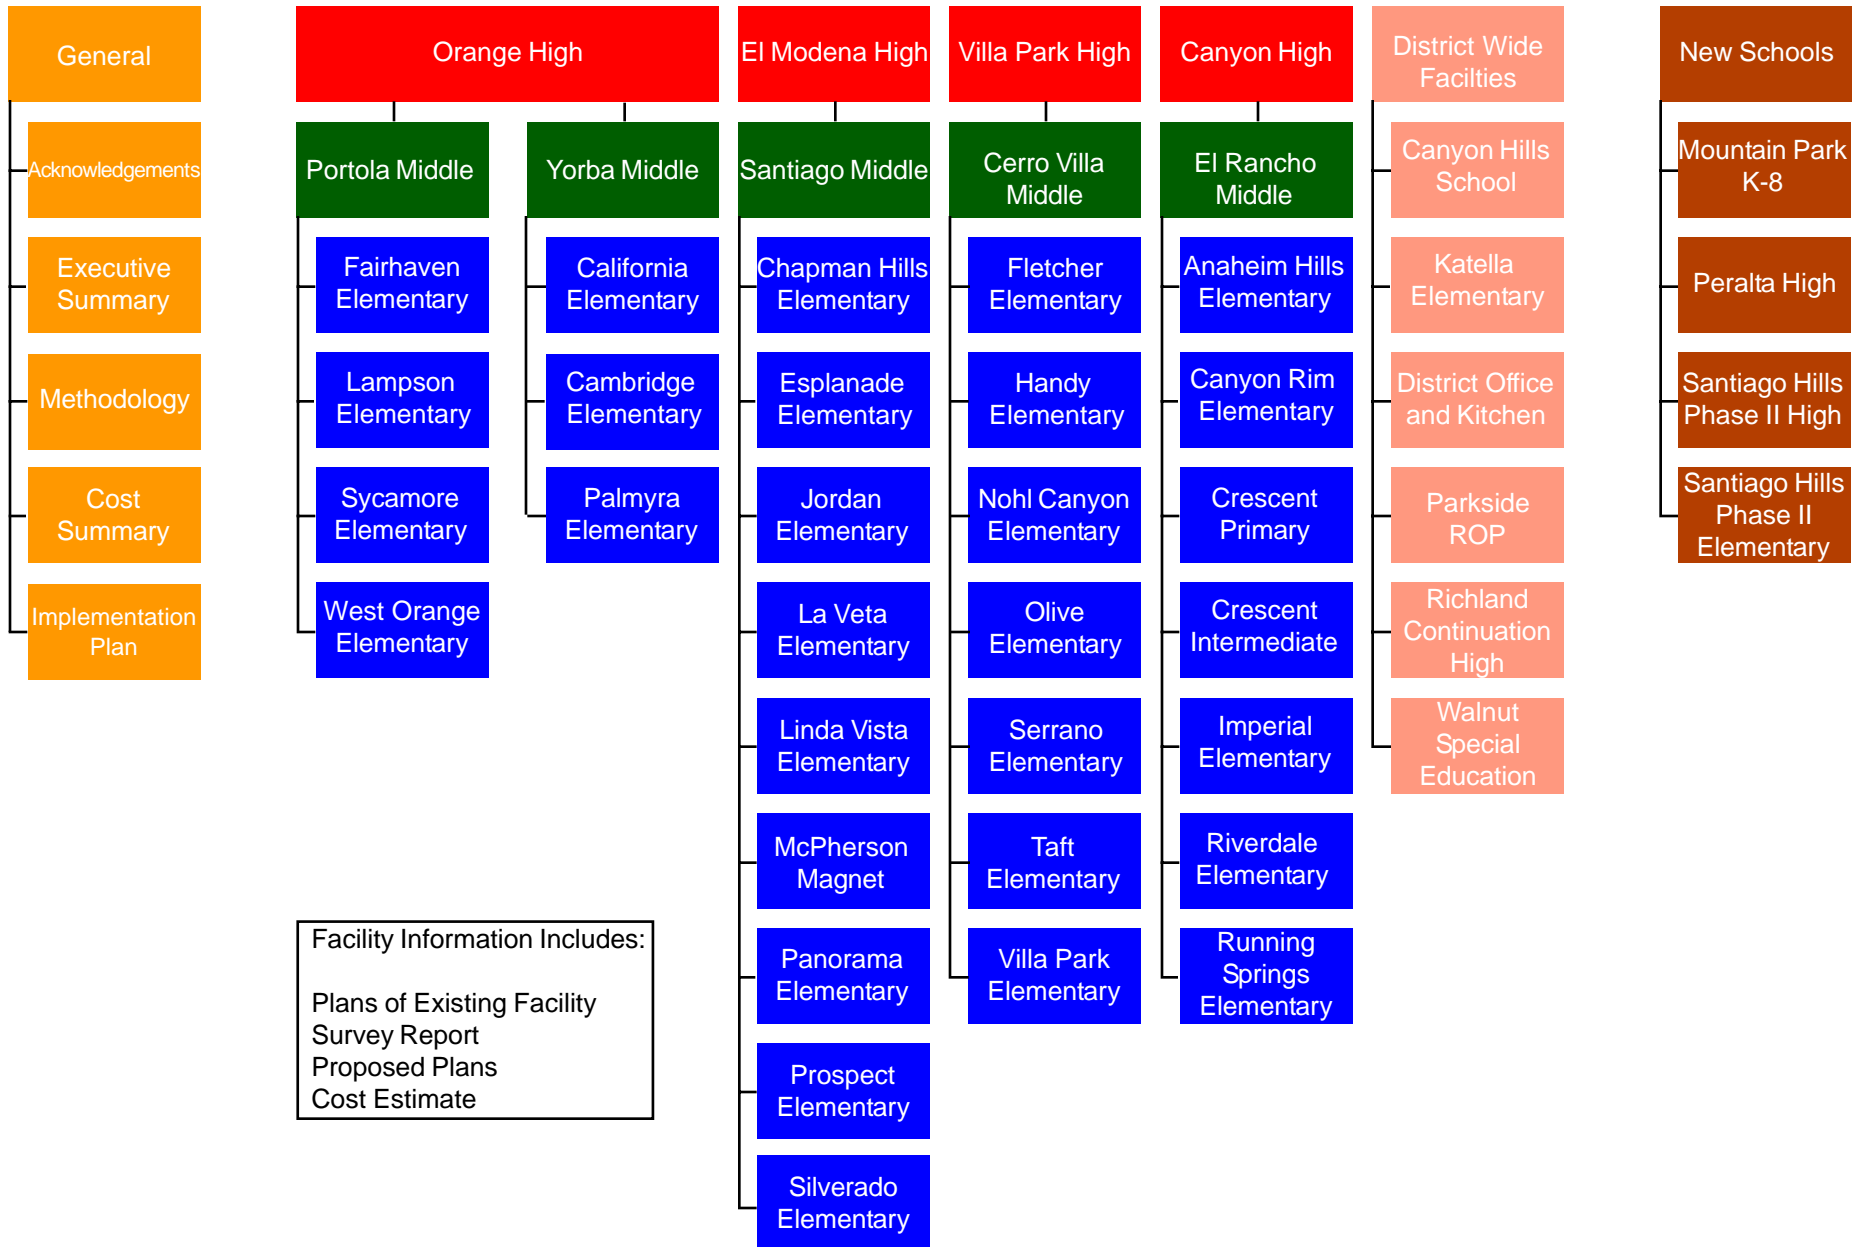 General
Acknowledgements
Executive
Summary
Methodology
Cost
Summary
Implementation
Plan
Orange High
Portola Middle
Fairhaven
Elementary
Lampson
Elementary
Sycamore
Elementary
West Orange
Elementary
Yorba Middle
California
Elementary
Cambridge
Elementary
Palmyra
Elementary
El Modena High
Santiago Middle
Chapman Hills
Elementary
Esplanade
Elementary
Jordan
Elementary
La Veta
Elementary
Linda Vista
Elementary
McPherson
Magnet
Panorama
Elementary
Prospect
Elementary
Silverado
Elementary
Villa Park High
Cerro Villa
Middle
Fletcher
Elementary
Handy
Elementary
Nohl Canyon
Elementary
Olive
Elementary
Serrano
Elementary
Taft
Elementary
Villa Park
Elementary
Canyon High
El Rancho
Middle
Anaheim Hills
Elementary
Canyon Rim
Elementary
Crescent
Primary
Crescent
Intermediate
Imperial
Elementary
Riverdale
Elementary
Running
Springs
Elementary
District Wide
Facilties
Canyon Hills
School
Katella
Elementary
District Office
and Kitchen
Parkside
ROP
Richland
Continuation
High
Walnut
Special
Education
New Schools
Mountain Park
K-8
Peralta High
Santiago Hills
Phase II High
Santiago Hills
Phase II
Elementary
Facility Information Includes:
Plans of Existing Facility
Survey Report
Proposed Plans
Cost Estimate